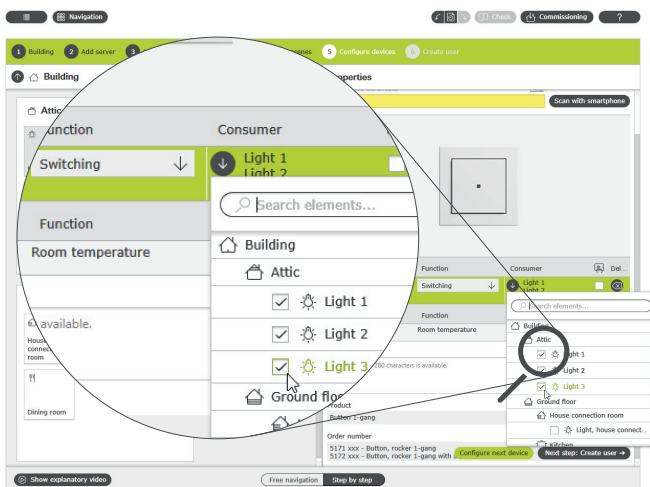 Navigation
Check
Commissioning
?
1 Building
2 Add server
3
5 Configure devices
6 Create user
Building
Properties
Scan with smartphone
Attic
Function
Consumer
Switching
Light 1
Light 2
Search elements...
Function
Room temperature
Building
Attic
Light 1
Light 2
Light 3
Ground
available.
House
room
Dining room
Function
Consumer
Del...
Switching
Light 1
Light 2
Function
Room temperature
Search elements...
Building
Attic
Light 1
Light 2
Light 3
Ground floor
House connection room
Light, house connect...
Kitchen
280 characters is available.
Product
Button 1-gang
Order number
5171 xxx - Button, rocker 1-gang
5172 xxx - Button, rocker 1-gang with
Configure next device
Next step: Create user
Show explanatory video
Free navigation
Step by step